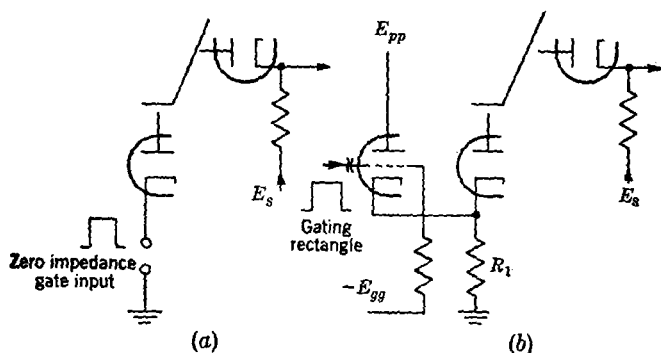 E_s
Zero impedance
gate input
(a)
E_pp
Gating
rectangle
-E_gg
R_1
E_s
(b)